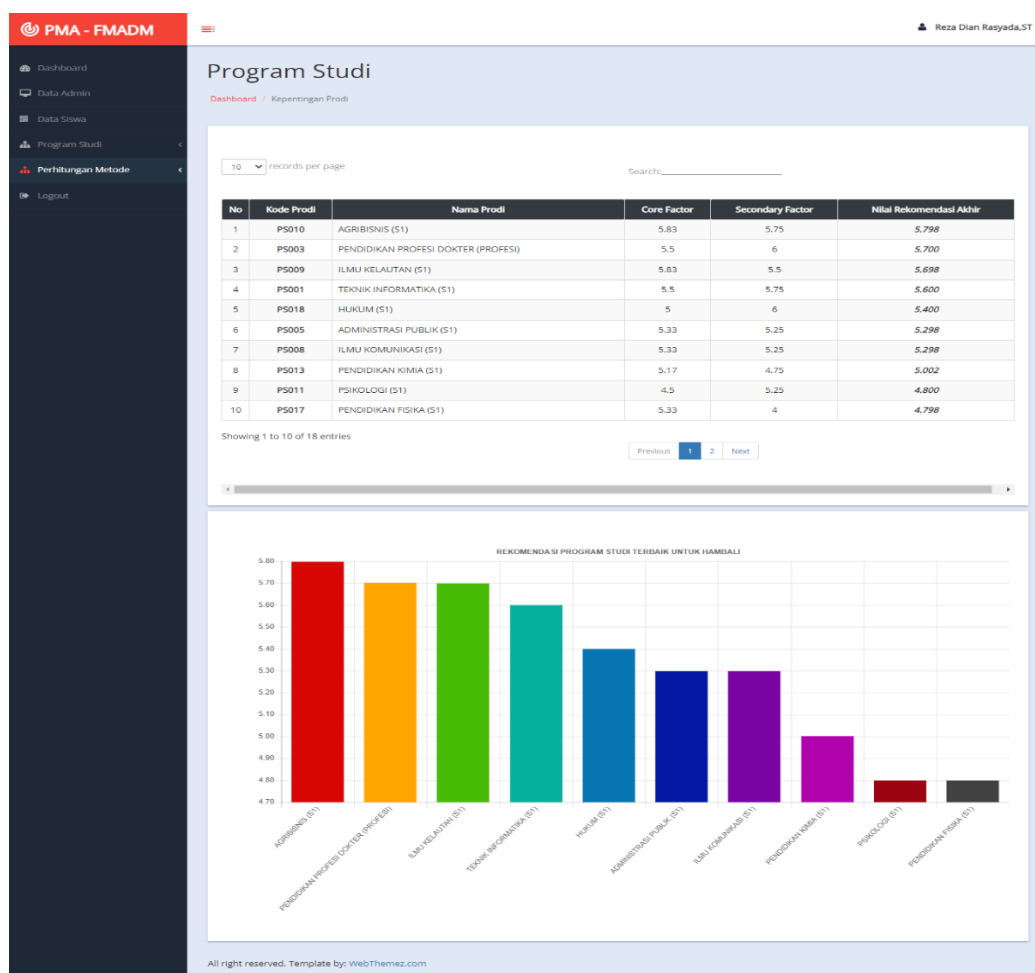 PMA - FMADM
Reza Dian Rasyada,ST
Dashboard
Data Admin
Data Siswa
Program Studi
Perhitungan Metode
Logout
Program Studi
Dashboard / Kepentingan Prodi
10 records per page
Search:
No Kode Prodi Nama Prodi Core Factor Secondary Factor Nilai Rekomendasi Akhir
1 PS010 AGRIBISNIS (S1) 5.83 5.75 5.798
2 PS003 PENDIDIKAN PROFESI DOKTER (PROFESI) 5.5 6 5.700
3 PS009 ILMU KELAUTAN (S1) 5.83 5.5 5.698
4 PS001 TEKNIK INFORMATIKA (S1) 5.5 5.75 5.600
5 PS018 HUKUM (S1) 5 6 5.400
6 PS005 ADMINISTRASI PUBLIK (S1) 5.33 5.25 5.298
7 PS008 ILMU KOMUNIKASI (S1) 5.33 5.25 5.298
8 PS013 PENDIDIKAN KIMIA (S1) 5.17 4.75 5.002
9 PS011 PSIKOLOGI (S1) 4.5 5.25 4.800
10 PS017 PENDIDIKAN FISIKA (S1) 5.33 4 4.798
Showing 1 to 10 of 18 entries
Previous 1 2 Next
REKOMENDASI PROGRAM STUDI TERBAIK UNTUK HAMBALI
5.80
5.70
5.60
5.50
5.40
5.30
5.20
5.10
5.00
4.90
4.80
4.70
AGRIBISNIS (S1)
PENDIDIKAN PROFESI DOKTER (PROFESI)
ILMU KELAUTAN (S1)
TEKNIK INFORMATIKA (S1)
HUKUM (S1)
ADMINISTRASI PUBLIK (S1)
ILMU KOMUNIKASI (S1)
PENDIDIKAN KIMIA (S1)
PSIKOLOGI (S1)
PENDIDIKAN FISIKA (S1)
All right reserved. Template by: WebThemez.com